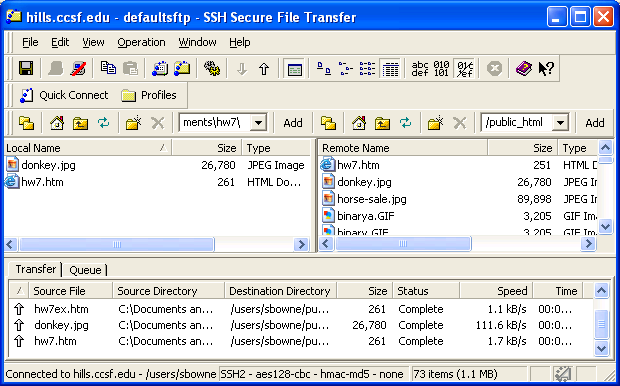 hills.ccsf.edu - defaultsftp - SSH Secure File Transfer
File Edit View Operation Window Help
abc def 010 101 abc/ c/f
Quick Connect Profiles
ments\hw7\ Add /public_html Add
Local Name / Size Type Remote Name Size Type
donkey.jpg 26,780 JPEG Image hw7.htm 251 HTML D
hw7.htm 261 HTML Do... donkey.jpg 26,780 JPEG In
horse-sale.jpg 89,898 JPEG In
binarya.GIF 3,205 GIF Ima
binary.GIF 3,205 GIF Ima
Transfer Queue
/ Source File Source Directory Destination Directory Size Status Speed Time
hw7ex.htm C:\Documents an... /users/sbowne/pu... 261 Complete 1.1 kB/s 00:0...
donkey.jpg C:\Documents an... /users/sbowne/pu... 26,780 Complete 111.6 kB/s 00:0...
hw7.htm C:\Documents an... /users/sbowne/pu... 261 Complete 1.7 kB/s 00:0...
Connected to hills.ccsf.edu - /users/sbowne SSH2 - aes128-cbc - hmac-md5 - none 73 items (1.1 MB)